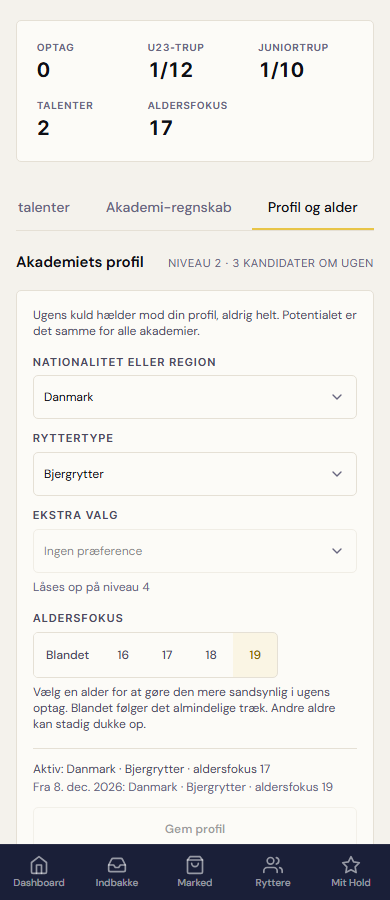 OPTAG
U23-TRUP
JUNIORTRUP
0
1/12
1/10
TALENTER
ALDERSFOKUS
2
17
talenter
Akademi-regnskab
Profil og alder
Akademiets profil
NIVEAU 2 · 3 KANDIDATER OM UGEN
Ugens kuld hælder mod din profil, aldrig helt. Potentialet er
det samme for alle akademier.
NATIONALITET ELLER REGION
Danmark
RYTTERTYPE
Bjergrytter
EKSTRA VALG
Ingen præference
Låses op på niveau 4
ALDERSFOKUS
Blandet 16 17 18 19
Vælg en alder for at gøre den mere sandsynlig i ugens
optag. Blandet følger det almindelige træk. Andre aldre
kan stadig dukke op.
Aktiv: Danmark · Bjergrytter · aldersfokus 17
Fra 8. dec. 2026: Danmark · Bjergrytter · aldersfokus 19
Gem profil
Dashboard
Indbakke
Marked
Ryttere
Mit Hold